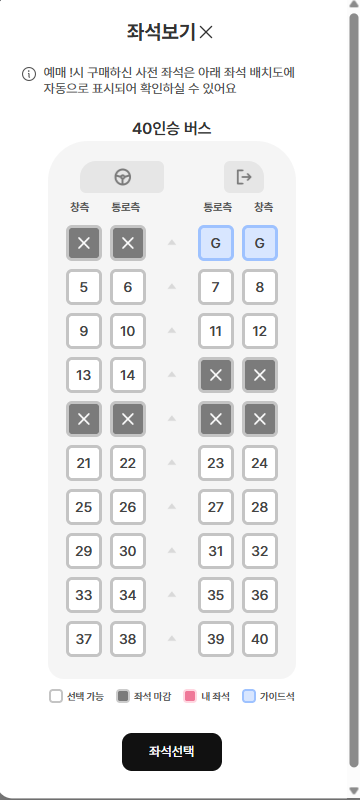 좌석보기
예매 !시 구매하신 사전 좌석은 아래 좌석 배치도에
자동으로 표시되어 확인하실 수 있어요
40인승 버스
창측 통로측 통로측 창측
G G
5 6 7 8
9 10 11 12
13 14
21 22 23 24
25 26 27 28
29 30 31 32
33 34 35 36
37 38 39 40
선택 가능 좌석 마감 내 좌석 가이드석
좌석선택